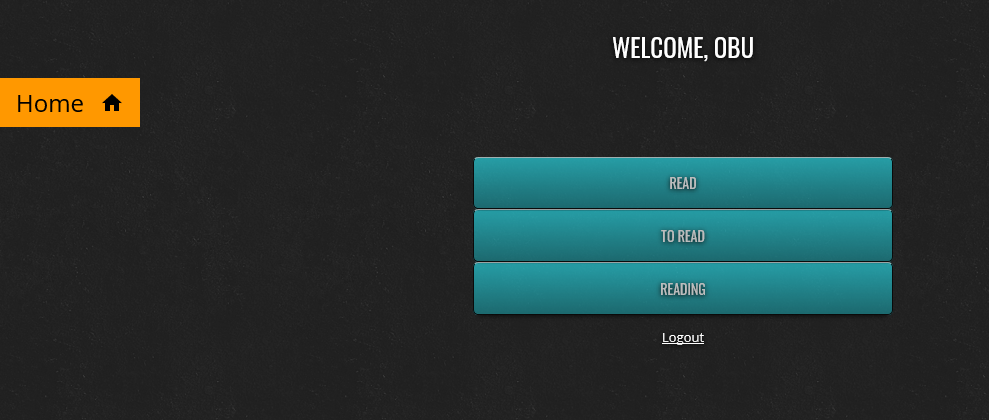 WELCOME, OBU
Home
READ
TO READ
READING
Logout